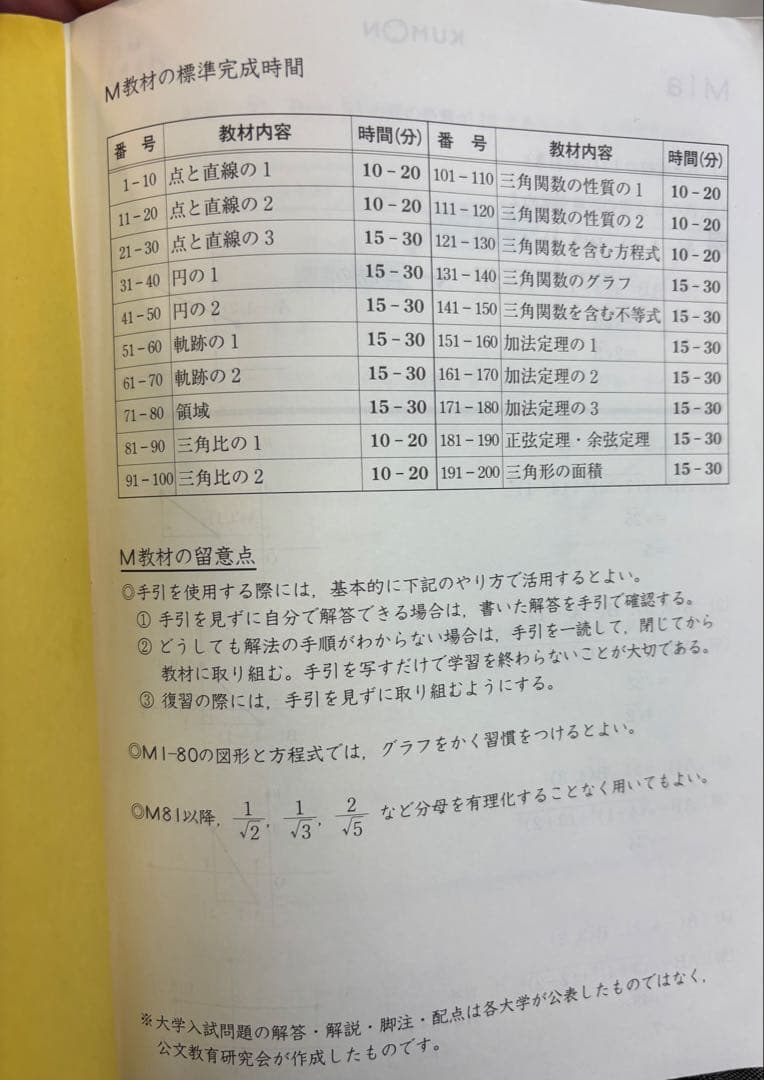 M教材の標準完成時間
番 号 教材内容 時間(分) 番 号 教材内容 時間(分)
1-10 点と直線の1 10-20 101-110 三角関数の性質の1 10-20
11-20 点と直線の2 10-20 111-120 三角関数の性質の2 10-20
21-30 点と直線の3 15-30 121-130 三角関数を含む方程式 10-20
31-40 円の1 15-30 131-140 三角関数のグラフ 15-30
41-50 円の2 15-30 141-150 三角関数を含む不等式 15-30
51-60 軌跡の1 15-30 151-160 加法定理の1 15-30
61-70 軌跡の2 15-30 161-170 加法定理の2 15-30
71-80 領域 15-30 171-180 加法定理の3 15-30
81-90 三角比の1 10-20 181-190 正弦定理・余弦定理 15-30
91-100 三角比の2 10-20 191-200 三角形の面積 15-30
M教材の留意点
◎手引を使用する際には，基本的に下記のやり方で活用するとよい。
① 手引を見ずに自分で解答できる場合は，書いた解答を手引で確認する。
② どうしても解法の手順がわからない場合は，手引を一読して，閉じてから
教材に取り組む。手引を写すだけで学習を終わらないことが大切である。
③ 復習の際には，手引を見ずに取り組むようにする。
◎M1-80の図形と方程式では，グラフをかく習慣をつけるとよい。
◎M81以降，1/√2，1/√3，2/√5 など分母を有理化することなく用いてもよい。
※大学入試問題の解答・解説・脚注・配点は各大学が公表したものではなく，
公文教育研究会が作成したものです。